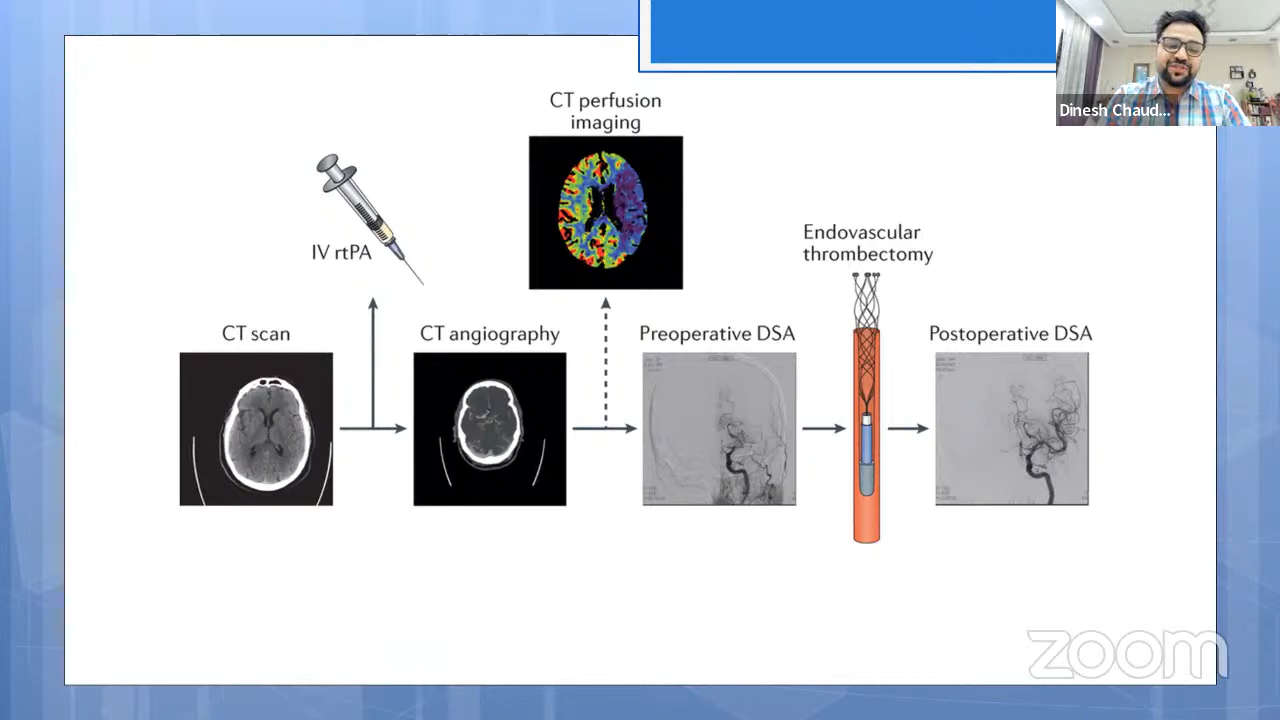 CT perfusion
imaging
Dinesh Chaud...
IV rtPA
Endovascular
thrombectomy
CT scan
CT angiography
Preoperative DSA
Postoperative DSA
zoom